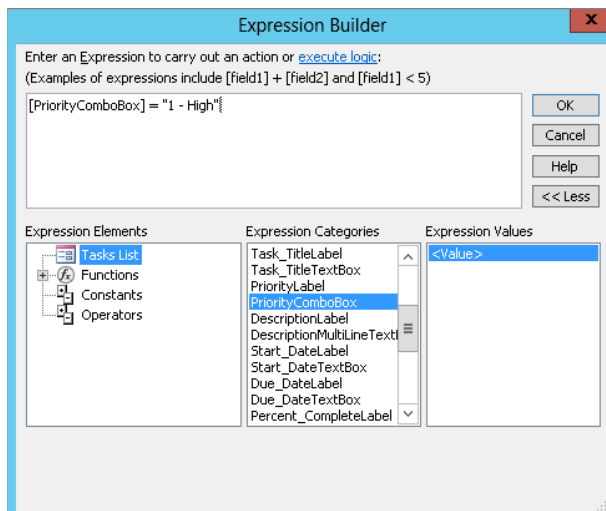 Expression Builder
x
Enter an Expression to carry out an action or execute logic:
(Examples of expressions include [field1] + [field2] and [field1] < 5)
[PriorityComboBox] = "1 - High"
OK
Cancel
Help
<< Less
Expression Elements
Tasks List
Functions
Constants
Operators
Expression Categories
Task_TitleLabel
Task_TitleTextBox
PriorityLabel
PriorityComboBox
DescriptionLabel
DescriptionMultiLineTextl
Start_DateLabel
Start_DateTextBox
Due_DateLabel
Due_DateTextBox
Percent_CompleteLabel
Expression Values
<Value>